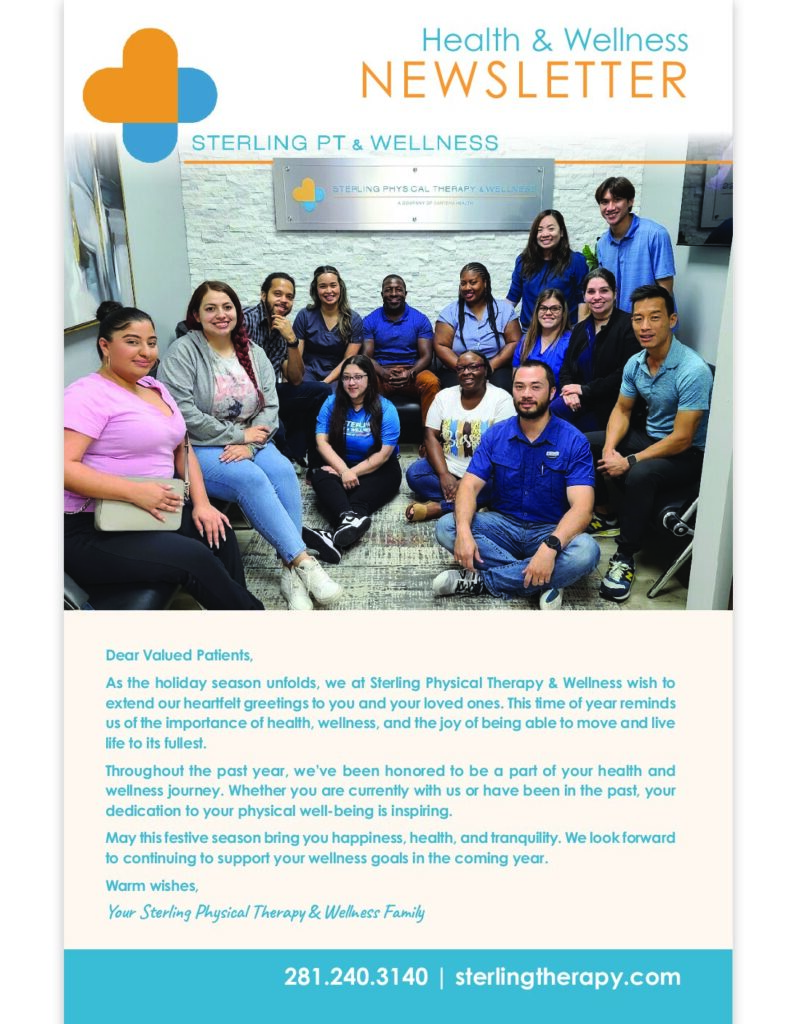 Health & Wellness
NEWSLETTER
STERLING PT & WELLNESS
STERLING PHYSICAL THERAPY & WELLNESS
Dear Valued Patients,
As the holiday season unfolds, we at Sterling Physical Therapy & Wellness wish to
extend our heartfelt greetings to you and your loved ones. This time of year reminds
us of the importance of health, wellness, and the joy of being able to move and live
life to its fullest.
Throughout the past year, we've been honored to be a part of your health and
wellness journey. Whether you are currently with us or have been in the past, your
dedication to your physical well-being is inspiring.
May this festive season bring you happiness, health, and tranquility. We look forward
to continuing to support your wellness goals in the coming year.
Warm wishes,
Your Sterling Physical Therapy & Wellness Family
281.240.3140 | sterlingtherapy.com